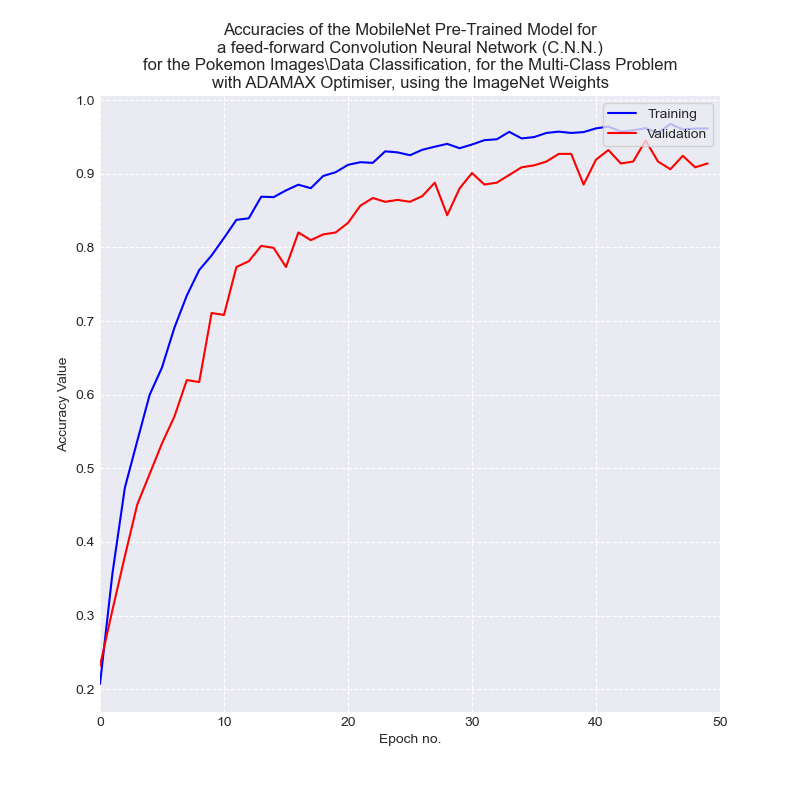 Accuracies of the MobileNet Pre-Trained Model for
a feed-forward Convolution Neural Network (C.N.N.)
for the Pokemon Images\Data Classification, for the Multi-Class Problem
with ADAMAX Optimiser, using the ImageNet Weights
Training
Validation
1.0
0.9
0.8
0.7
0.6
0.5
0.4
0.3
0.2
Accuracy Value
0 10 20 30 40 50
Epoch no.